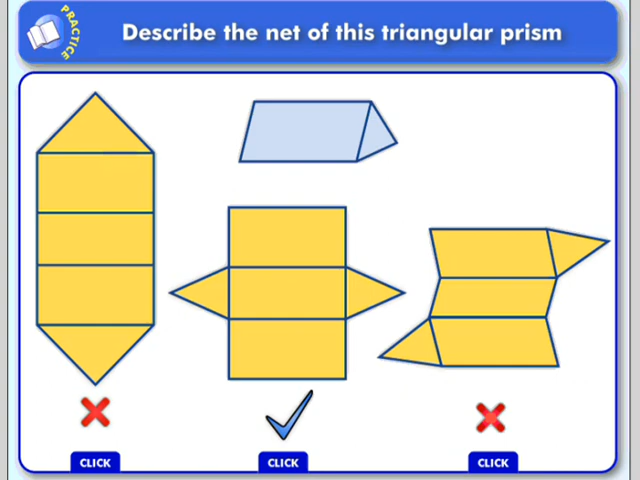 PRACTICE
Describe the net of this triangular prism
CLICK
CLICK
CLICK